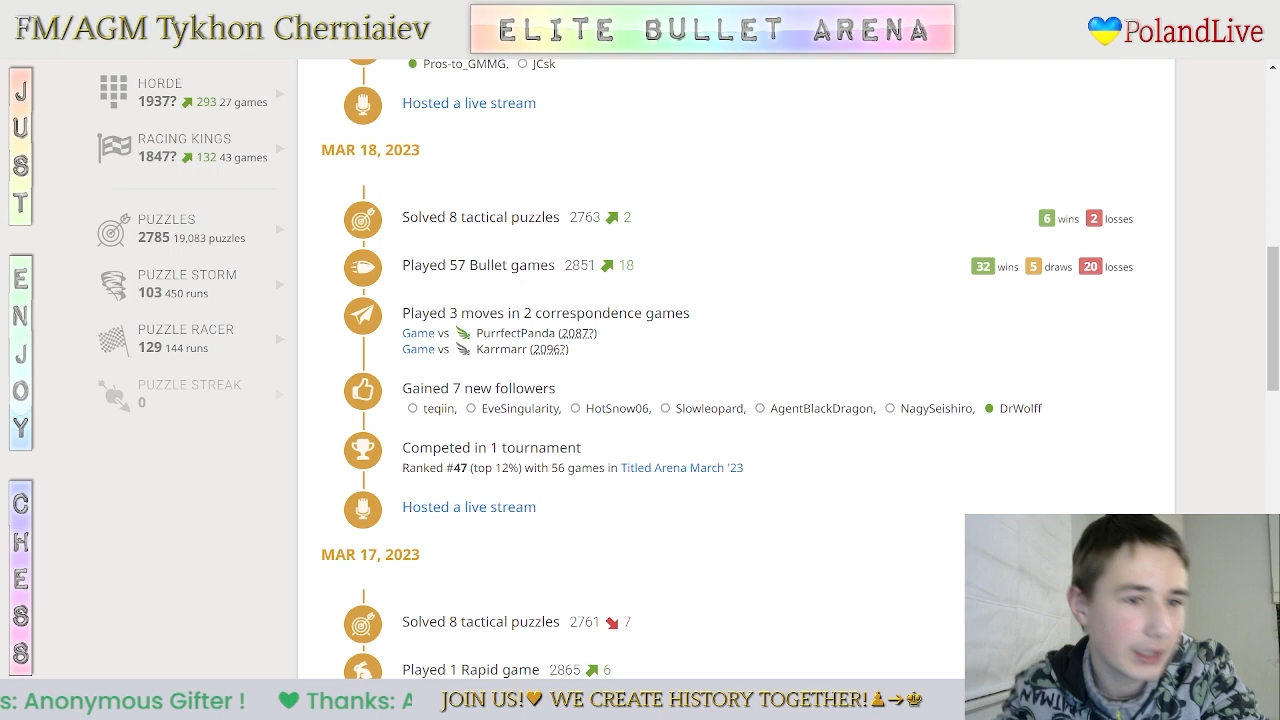 FM/AGM Tykhon Cherniaiev
ELITE BULLET ARENA
PolandLive
JUST
ENJOY
CHESS
HORDE
1937? 293 27 games
RACING KINGS
1847? 132 43 games
PUZZLES
2785 19,083 puzzles
PUZZLE STORM
103 450 runs
PUZZLE RACER
129 144 runs
PUZZLE STREAK
0
Pros-to_GMMG, JCsk
Hosted a live stream
MAR 18, 2023
Solved 8 tactical puzzles 2763 2
6 wins 2 losses
Played 57 Bullet games 2851 18
32 wins 5 draws 20 losses
Played 3 moves in 2 correspondence games
Game vs PurrfectPanda (2087?)
Game vs Karrmarr (2096?)
Gained 7 new followers
teqiin, EveSingularity, HotSnow06, Slowleopard, AgentBlackDragon, NagySeishiro, DrWolff
Competed in 1 tournament
Ranked #47 (top 12%) with 56 games in Titled Arena March '23
Hosted a live stream
MAR 17, 2023
Solved 8 tactical puzzles 2761 7
Played 1 Rapid game 2865 6
s: Anonymous Gifter ! Thanks: A
JOIN US! WE CREATE HISTORY TOGETHER!